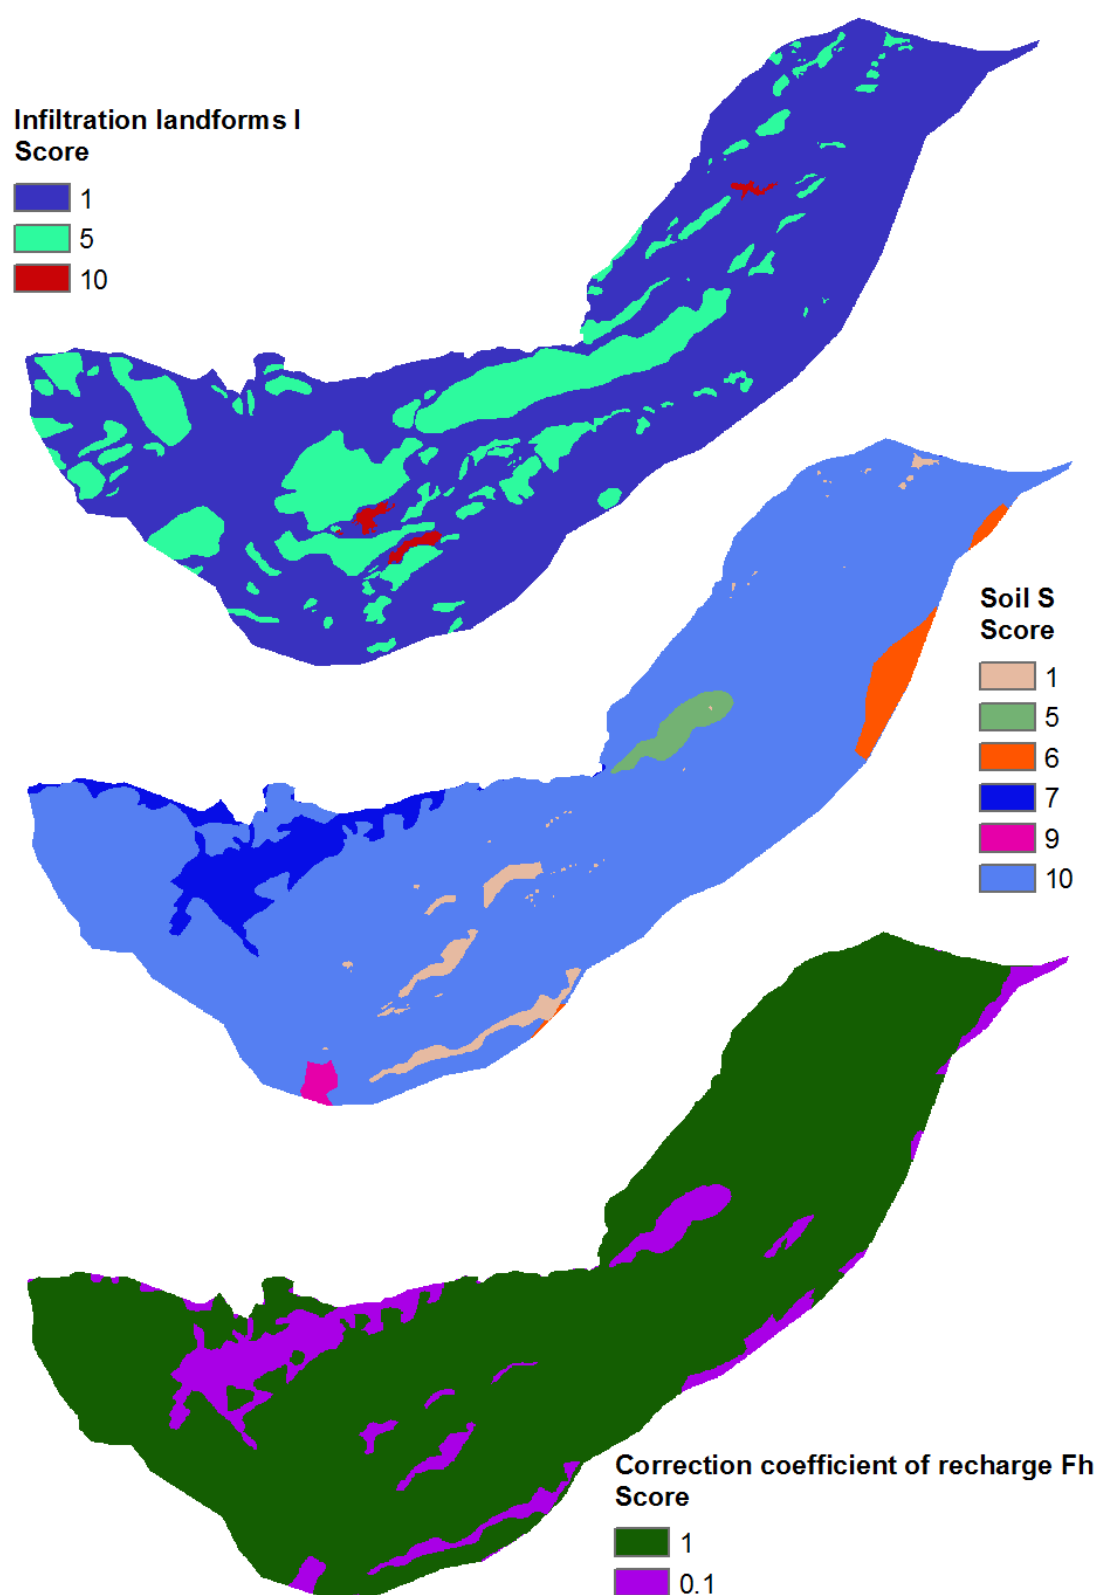 Infiltration landforms I
Score
1
5
10
Soil S
Score
1
5
6
7
9
10
Correction coefficient of recharge Fh
Score
1
0.1